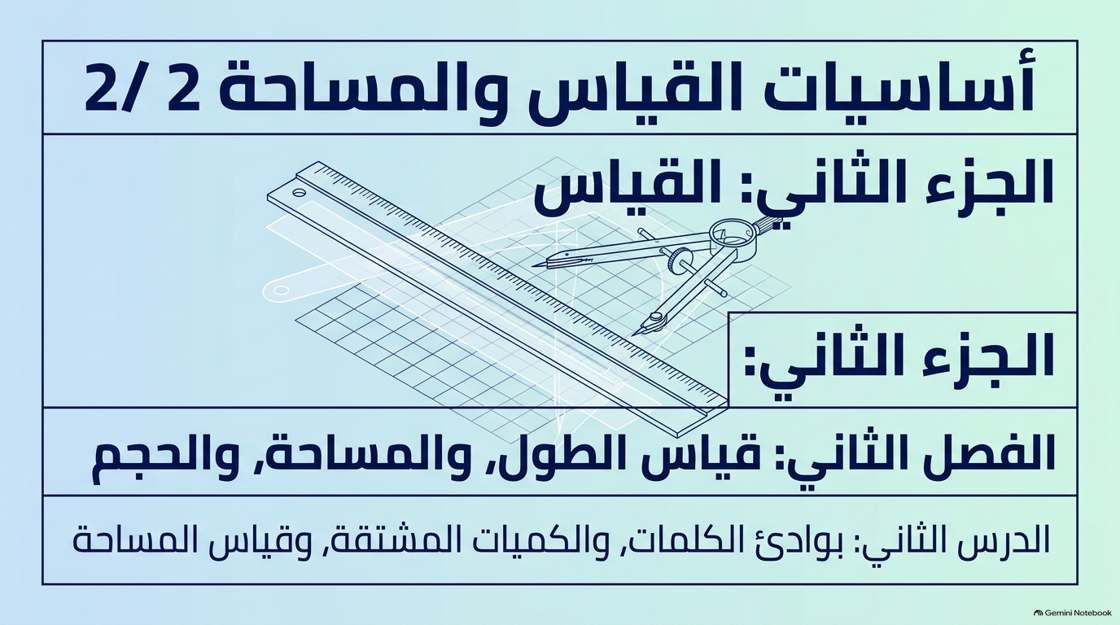 أساسيات القياس والمساحة 2 /2
الجزء الثاني: القياس
الجزء الثاني:
الفصل الثاني: قياس الطول, والمساحة, والحجم
الدرس الثاني: بوادئ الكلمات, والكميات المشتقة, وقياس المساحة
Gemini Notebook